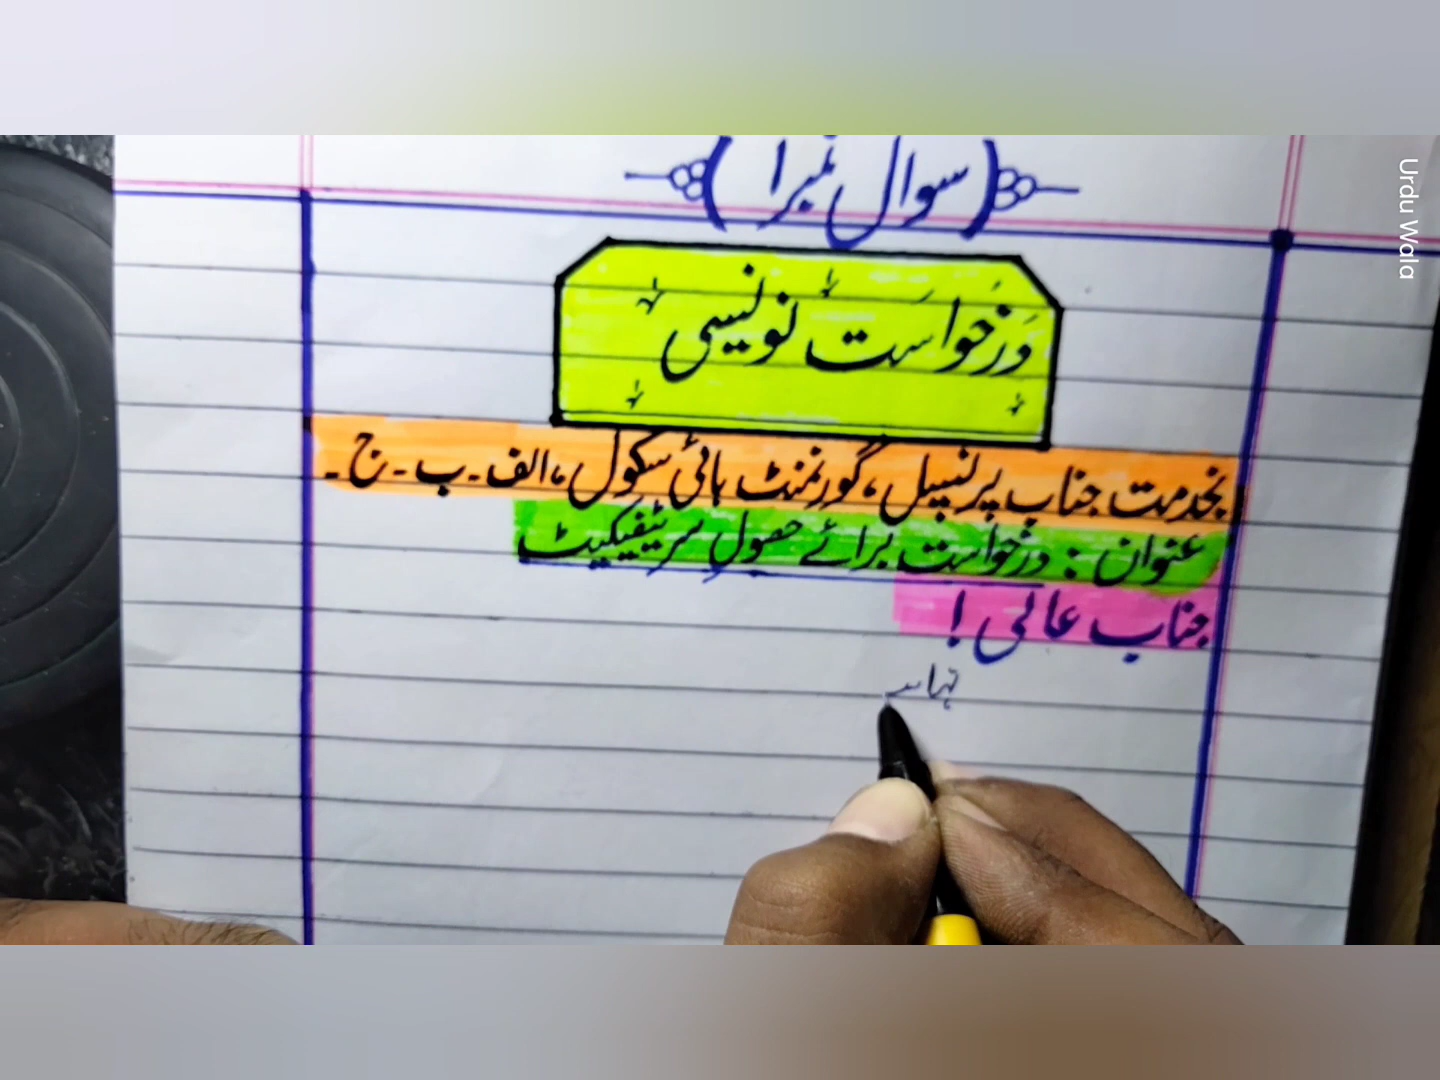 (سوال نمبر ۱)
درخواست نویسی
بخدمت جناب پرنسپل، گورنمنٹ ہائی سکول، الف۔ب۔ج۔
عنوان : درخواست برائے حصول سرٹیفیکیٹ
جناب عالی !
Urdu Wala